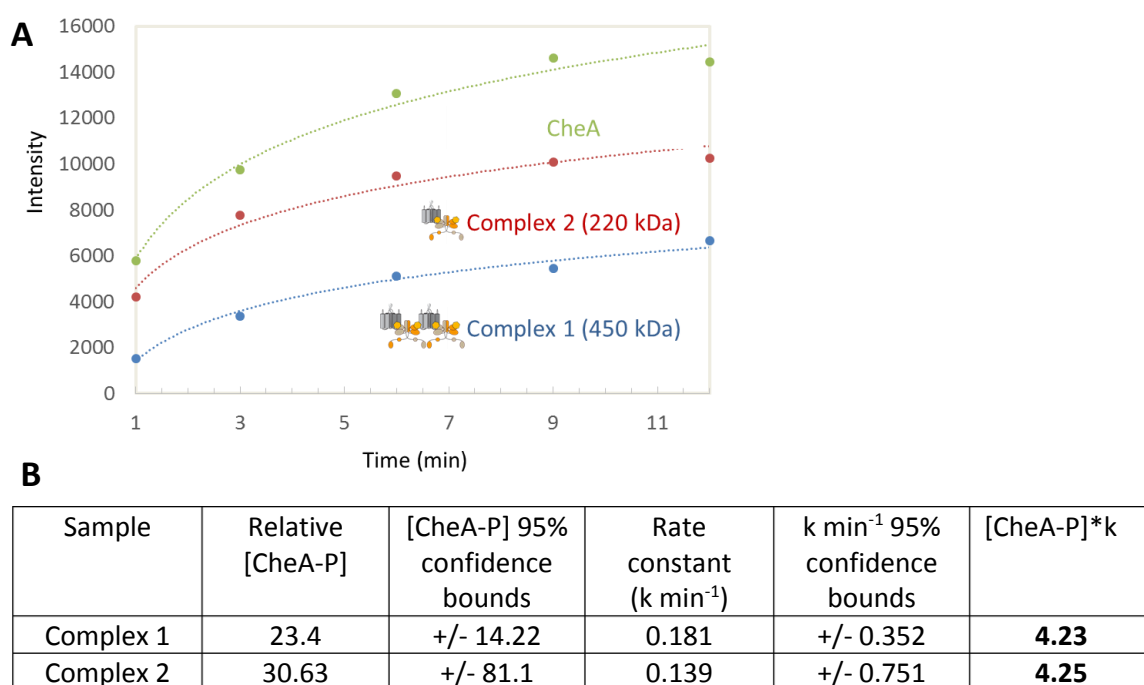 A
16000
14000
12000
10000
8000
6000
4000
2000
0
Intensity
CheA
Complex 2 (220 kDa)
Complex 1 (450 kDa)
1 3 5 7 9 11
Time (min)
B
Sample
Relative
[CheA-P]
[CheA-P] 95%
confidence
bounds
Rate
constant
(k min⁻¹)
k min⁻¹ 95%
confidence
bounds
[CheA-P]*k
Complex 1 23.4 +/- 14.22 0.181 +/- 0.352 4.23
Complex 2 30.63 +/- 81.1 0.139 +/- 0.751 4.25